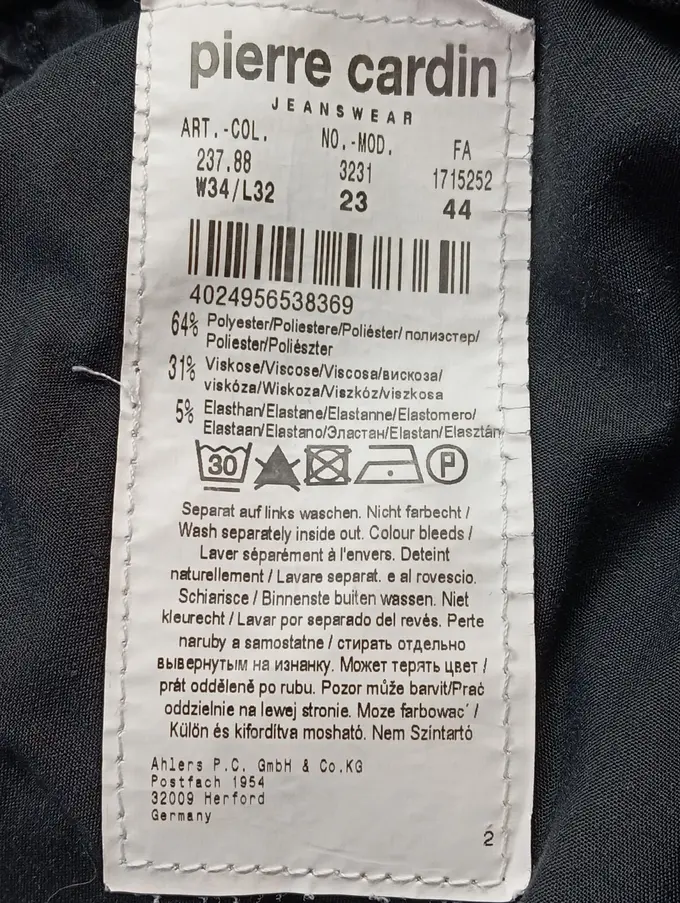 pierre cardin
JEANSWEAR
ART.-COL. NO.-MOD. FA
237.88 3231 1715252
W34/L32 23 44
4024956538369
64% Polyester/Poliestere/Poliéster/полиэстер/
Poliester/Poliészter
31% Viskose/Viscose/Viscosa/вискоза/
viskóza/Wiskoza/Viszkóz/viszkosa
5% Elasthan/Elastane/Elastanne/Elastomero/
Elastaan/Elastano/Эластан/Elastan/Elasztán
30 P
Separat auf links waschen. Nicht farbecht /
Wash separately inside out. Colour bleeds /
Laver séparément à l'envers. Deteint
naturellement / Lavare separat. e al rovescio.
Schiarisce / Binnenste buiten wassen. Niet
kleurecht / Lavar por separado del revés. Perte
naruby a samostatne / стирать отдельно
вывернутым на изнанку. Может терять цвет /
prát odděleně po rubu. Pozor může barvit/Prać
oddzielnie na lewej stronie. Moze farbowac´ /
Külön és kifordítva mosható. Nem Színtartó
Ahlers P.C. GmbH & Co.KG
Postfach 1954
32009 Herford
Germany
2